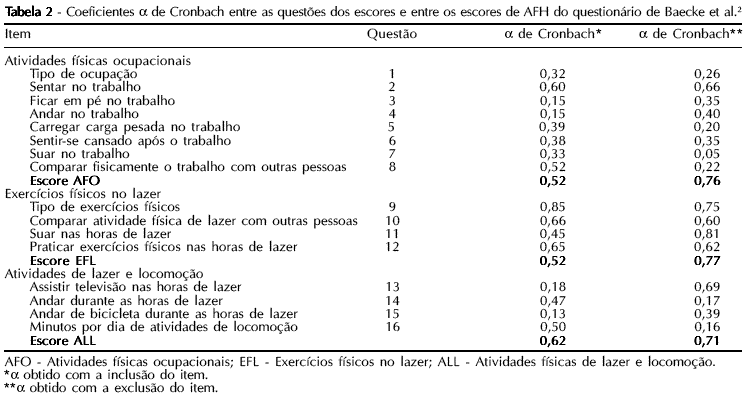 Tabela 2 - Coeficientes α de Cronbach entre as questões dos escores e entre os escores de AFH do questionário de Baecke et al.²
Item Questão α de Cronbach* α de Cronbach**
Atividades físicas ocupacionais
Tipo de ocupação 1 0,32 0,26
Sentar no trabalho 2 0,60 0,66
Ficar em pé no trabalho 3 0,15 0,35
Andar no trabalho 4 0,15 0,40
Carregar carga pesada no trabalho 5 0,39 0,20
Sentir-se cansado após o trabalho 6 0,38 0,35
Suar no trabalho 7 0,33 0,05
Comparar fisicamente o trabalho com outras pessoas 8 0,52 0,22
Escore AFO 0,52 0,76
Exercícios físicos no lazer
Tipo de exercícios físicos 9 0,85 0,75
Comparar atividade física de lazer com outras pessoas 10 0,66 0,60
Suar nas horas de lazer 11 0,45 0,81
Praticar exercícios físicos nas horas de lazer 12 0,65 0,62
Escore EFL 0,52 0,77
Atividades de lazer e locomoção
Assistir televisão nas horas de lazer 13 0,18 0,69
Andar durante as horas de lazer 14 0,47 0,17
Andar de bicicleta durante as horas de lazer 15 0,13 0,39
Minutos por dia de atividades de locomoção 16 0,50 0,16
Escore ALL 0,62 0,71
AFO - Atividades físicas ocupacionais; EFL - Exercícios físicos no lazer; ALL - Atividades físicas de lazer e locomoção.
*α obtido com a inclusão do item.
**α obtido com a exclusão do item.